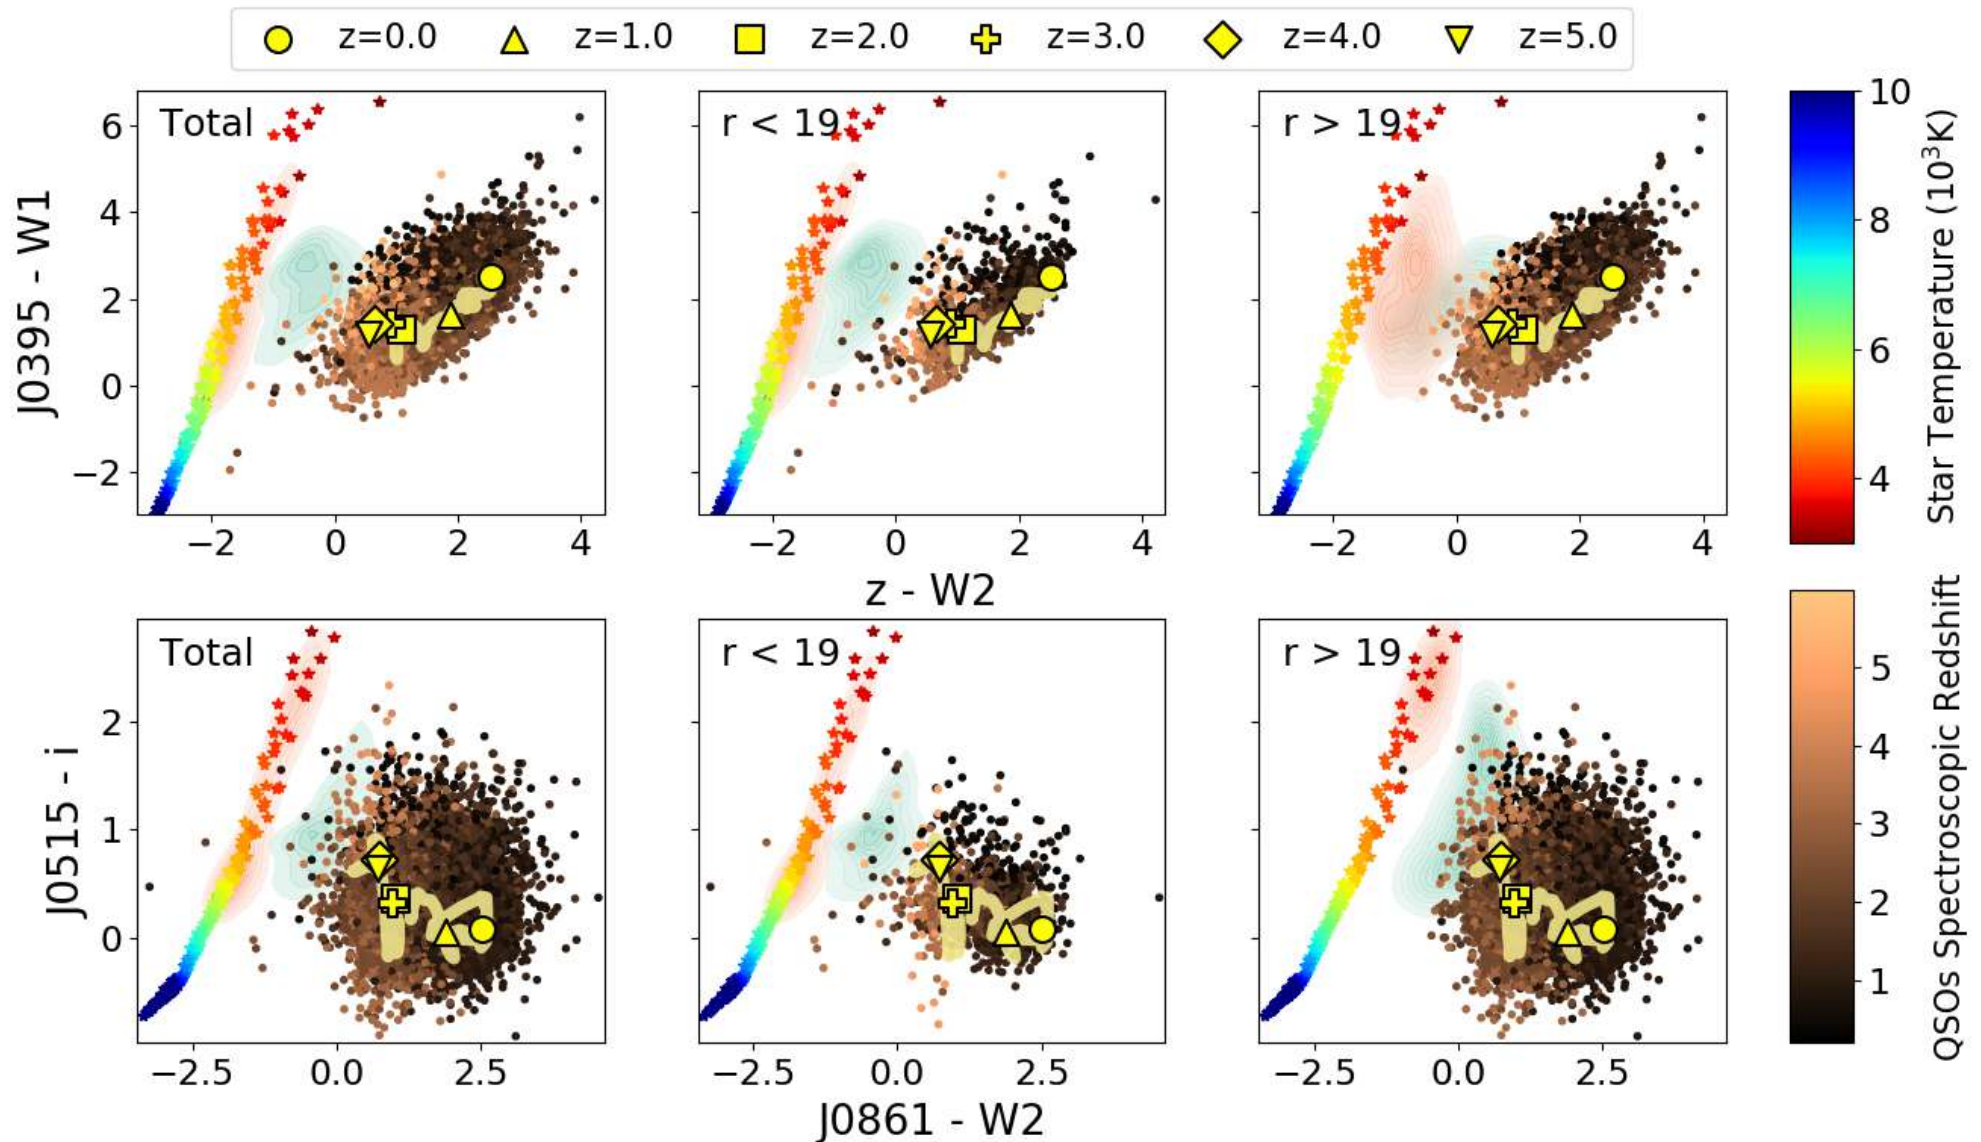 z=0.0 z=1.0 z=2.0 z=3.0 z=4.0 z=5.0
Total
r < 19
r > 19
J0395 - W1
6
4
2
0
−2
−2 0 2 4
−2 0 2 4
−2 0 2 4
z - W2
10
8
6
4
Star Temperature (10³K)
Total
r < 19
r > 19
J0515 - i
2
1
0
−2.5 0.0 2.5
−2.5 0.0 2.5
−2.5 0.0 2.5
J0861 - W2
5
4
3
2
1
QSOs Spectroscopic Redshift